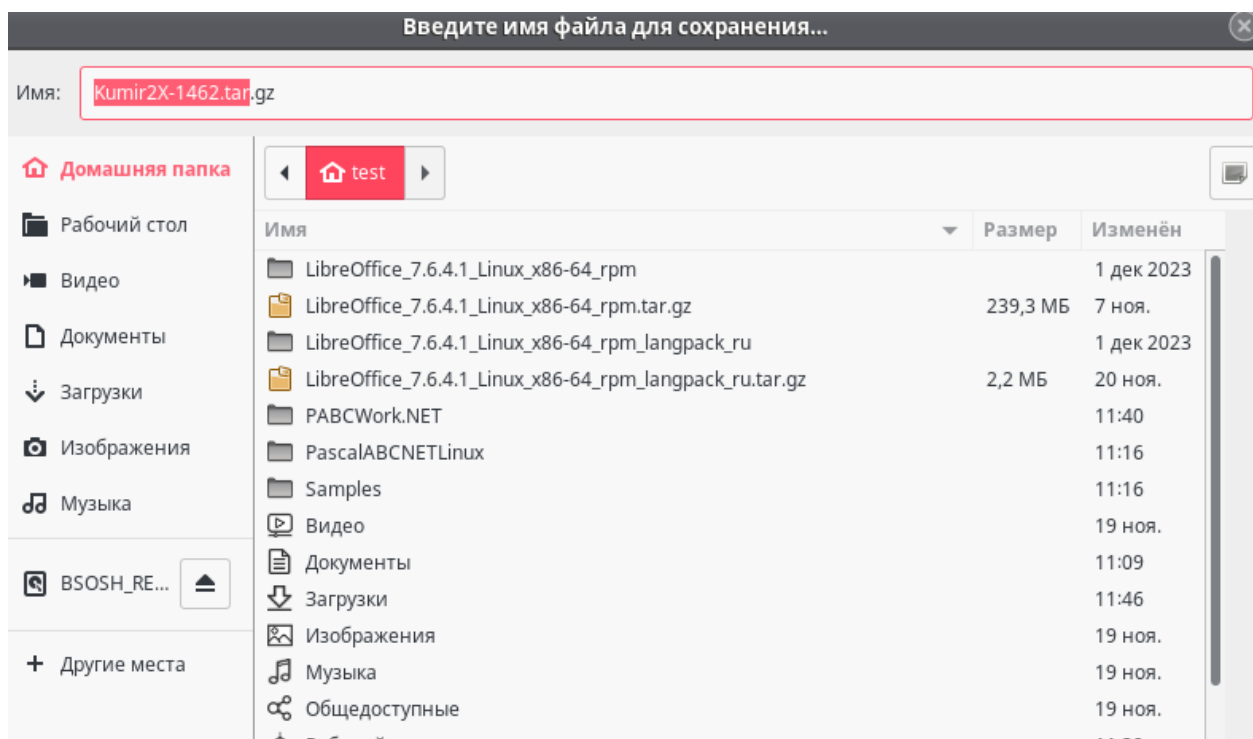 Введите имя файла для сохранения...
Имя: Kumir2X-1462.tar.gz
Домашняя папка
Рабочий стол
Видео
Документы
Загрузки
Изображения
Музыка
BSOSH_RE...
Другие места
test
Имя Размер Изменён
LibreOffice_7.6.4.1_Linux_x86-64_rpm 1 дек 2023
LibreOffice_7.6.4.1_Linux_x86-64_rpm.tar.gz 239,3 МБ 7 ноя.
LibreOffice_7.6.4.1_Linux_x86-64_rpm_langpack_ru 1 дек 2023
LibreOffice_7.6.4.1_Linux_x86-64_rpm_langpack_ru.tar.gz 2,2 МБ 20 ноя.
PABCWork.NET 11:40
PascalABCNETLinux 11:16
Samples 11:16
Видео 19 ноя.
Документы 11:09
Загрузки 11:46
Изображения 19 ноя.
Музыка 19 ноя.
Общедоступные 19 ноя.